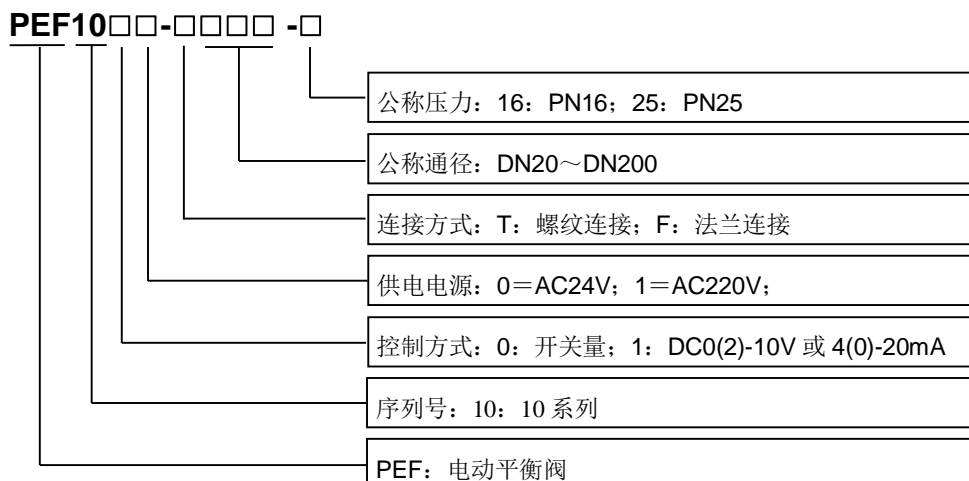 PEF10□□-□□□□ -□
公称压力：16：PN16；25：PN25
公称通径：DN20～DN200
连接方式：T：螺纹连接；F：法兰连接
供电电源：0＝AC24V；1＝AC220V；
控制方式：0：开关量；1：DC0(2)-10V 或 4(0)-20mA
序列号：10：10 系列
PEF：电动平衡阀